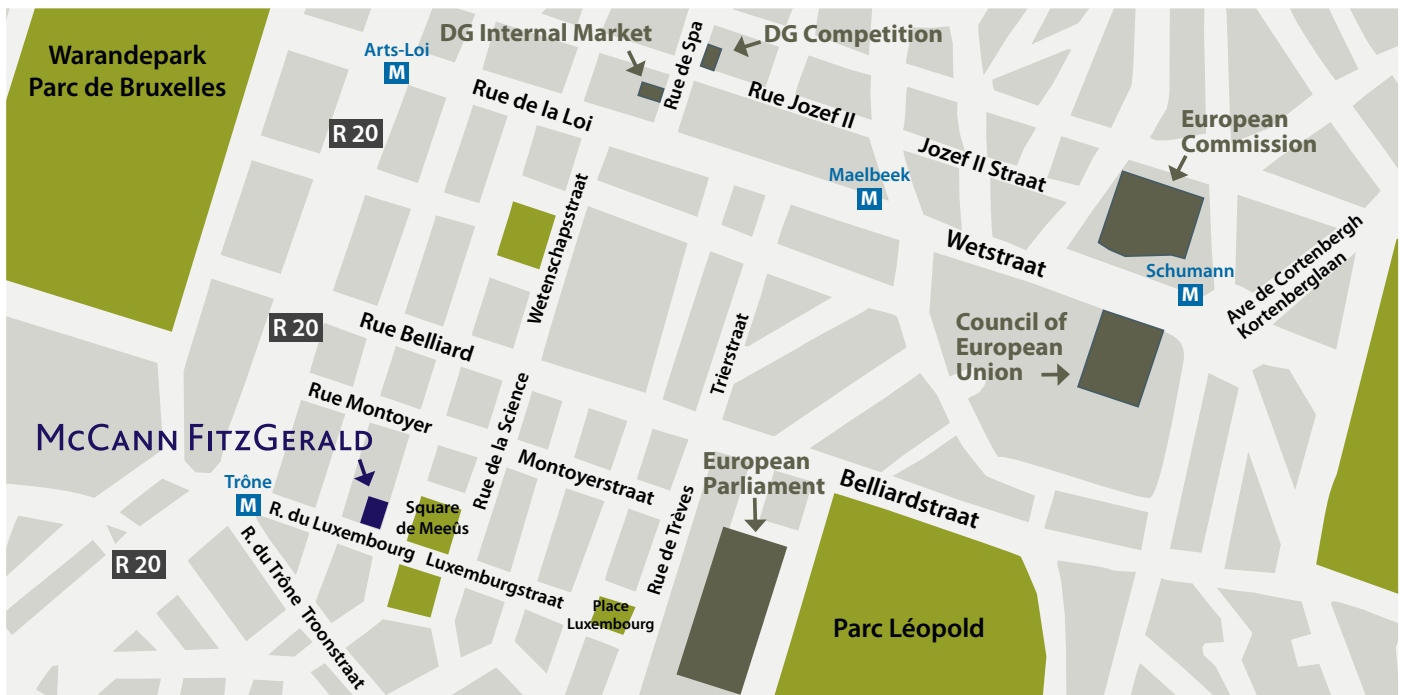 Warandepark
Parc de Bruxelles
Arts-Loi
M
R 20
DG Internal Market
DG Competition
Rue de Spa
Rue de la Loi
Rue Jozef II
Jozef II Straat
European
Commission
Maelbeek
M
Wetstraat
Schumann
M
Ave de Cortenbergh
Kortenberglaan
Wetenschapsstraat
R 20
Rue Belliard
Trierstraat
Council of
European
Union
Rue Montoyer
Rue de la Science
McCann FitzGerald
Montoyerstraat
European
Parliament
Belliardstraat
Trône
M
R. du Luxembourg
Square
de Meeûs
Luxemburgstraat
Rue de Trèves
R 20
R. du Trône
Troonstraat
Place
Luxembourg
Parc Léopold